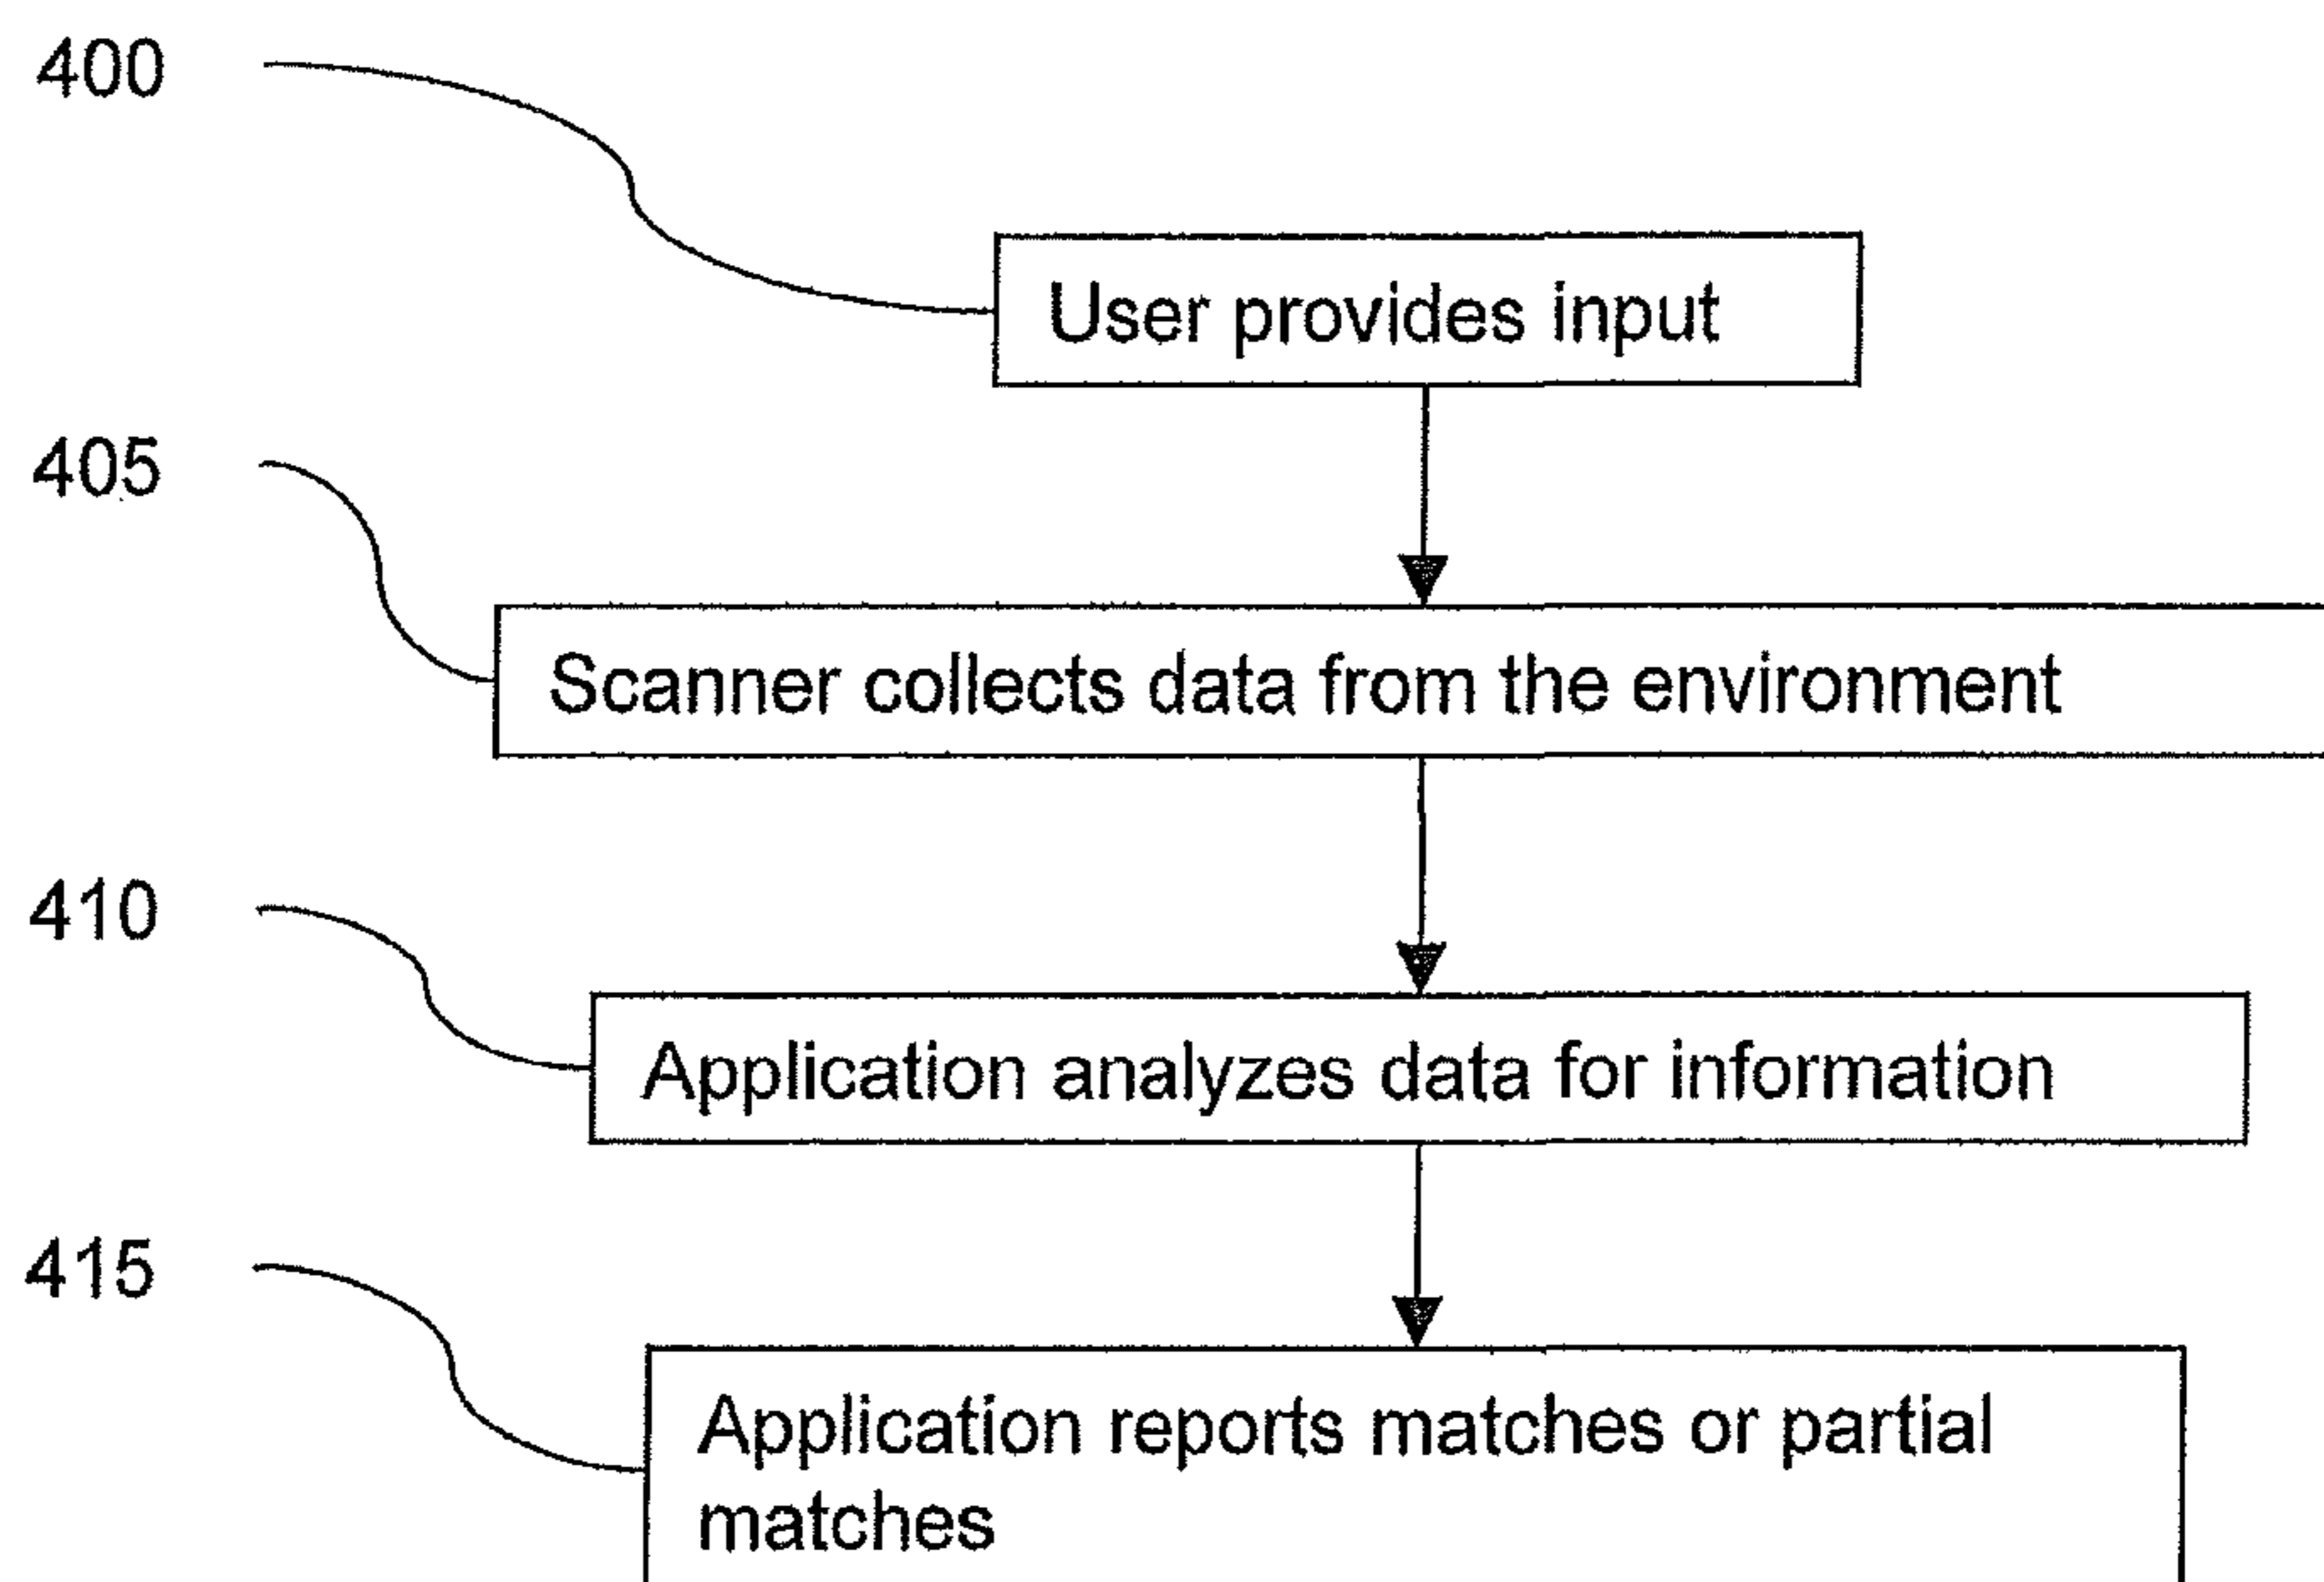 400
User provides input
405
Scanner collects data from the environment
410
Application analyzes data for information
415
Application reports matches or partial
matches